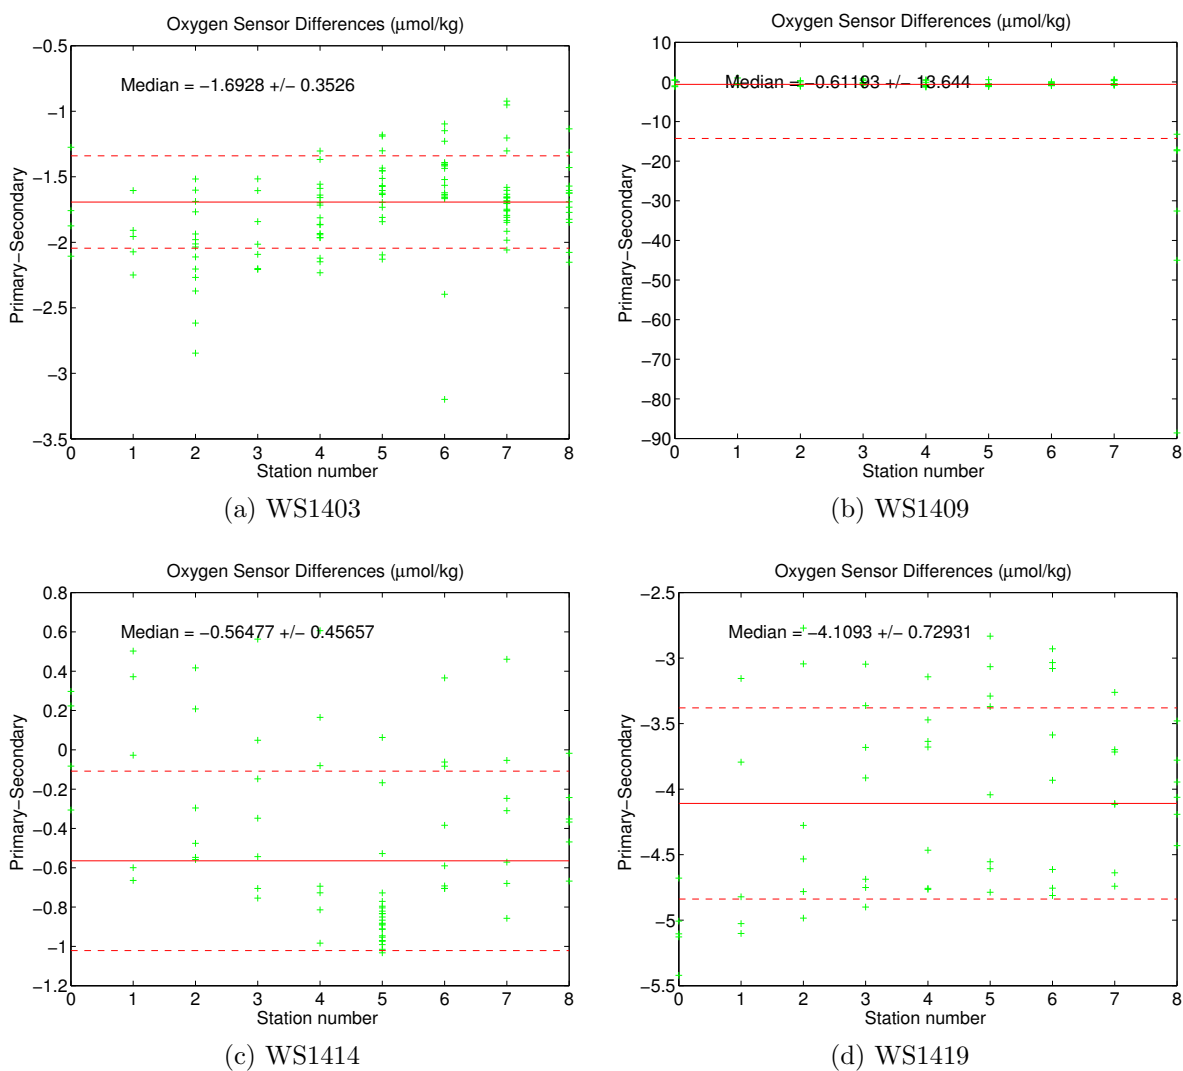 Oxygen Sensor Differences (μmol/kg)
Median = −1.6928 +/− 0.3526
Primary−Secondary
−0.5
−1
−1.5
−2
−2.5
−3
−3.5
0 1 2 3 4 5 6 7 8
Station number
(a) WS1403
Oxygen Sensor Differences (μmol/kg)
Median = −0.61193 +/− 13.644
Primary−Secondary
10
0
−10
−20
−30
−40
−50
−60
−70
−80
−90
0 1 2 3 4 5 6 7 8
Station number
(b) WS1409
Oxygen Sensor Differences (μmol/kg)
Median = −0.56477 +/− 0.45657
Primary−Secondary
0.8
0.6
0.4
0.2
0
−0.2
−0.4
−0.6
−0.8
−1
−1.2
0 1 2 3 4 5 6 7 8
Station number
(c) WS1414
Oxygen Sensor Differences (μmol/kg)
Median = −4.1093 +/− 0.72931
Primary−Secondary
−2.5
−3
−3.5
−4
−4.5
−5
−5.5
0 1 2 3 4 5 6 7 8
Station number
(d) WS1419